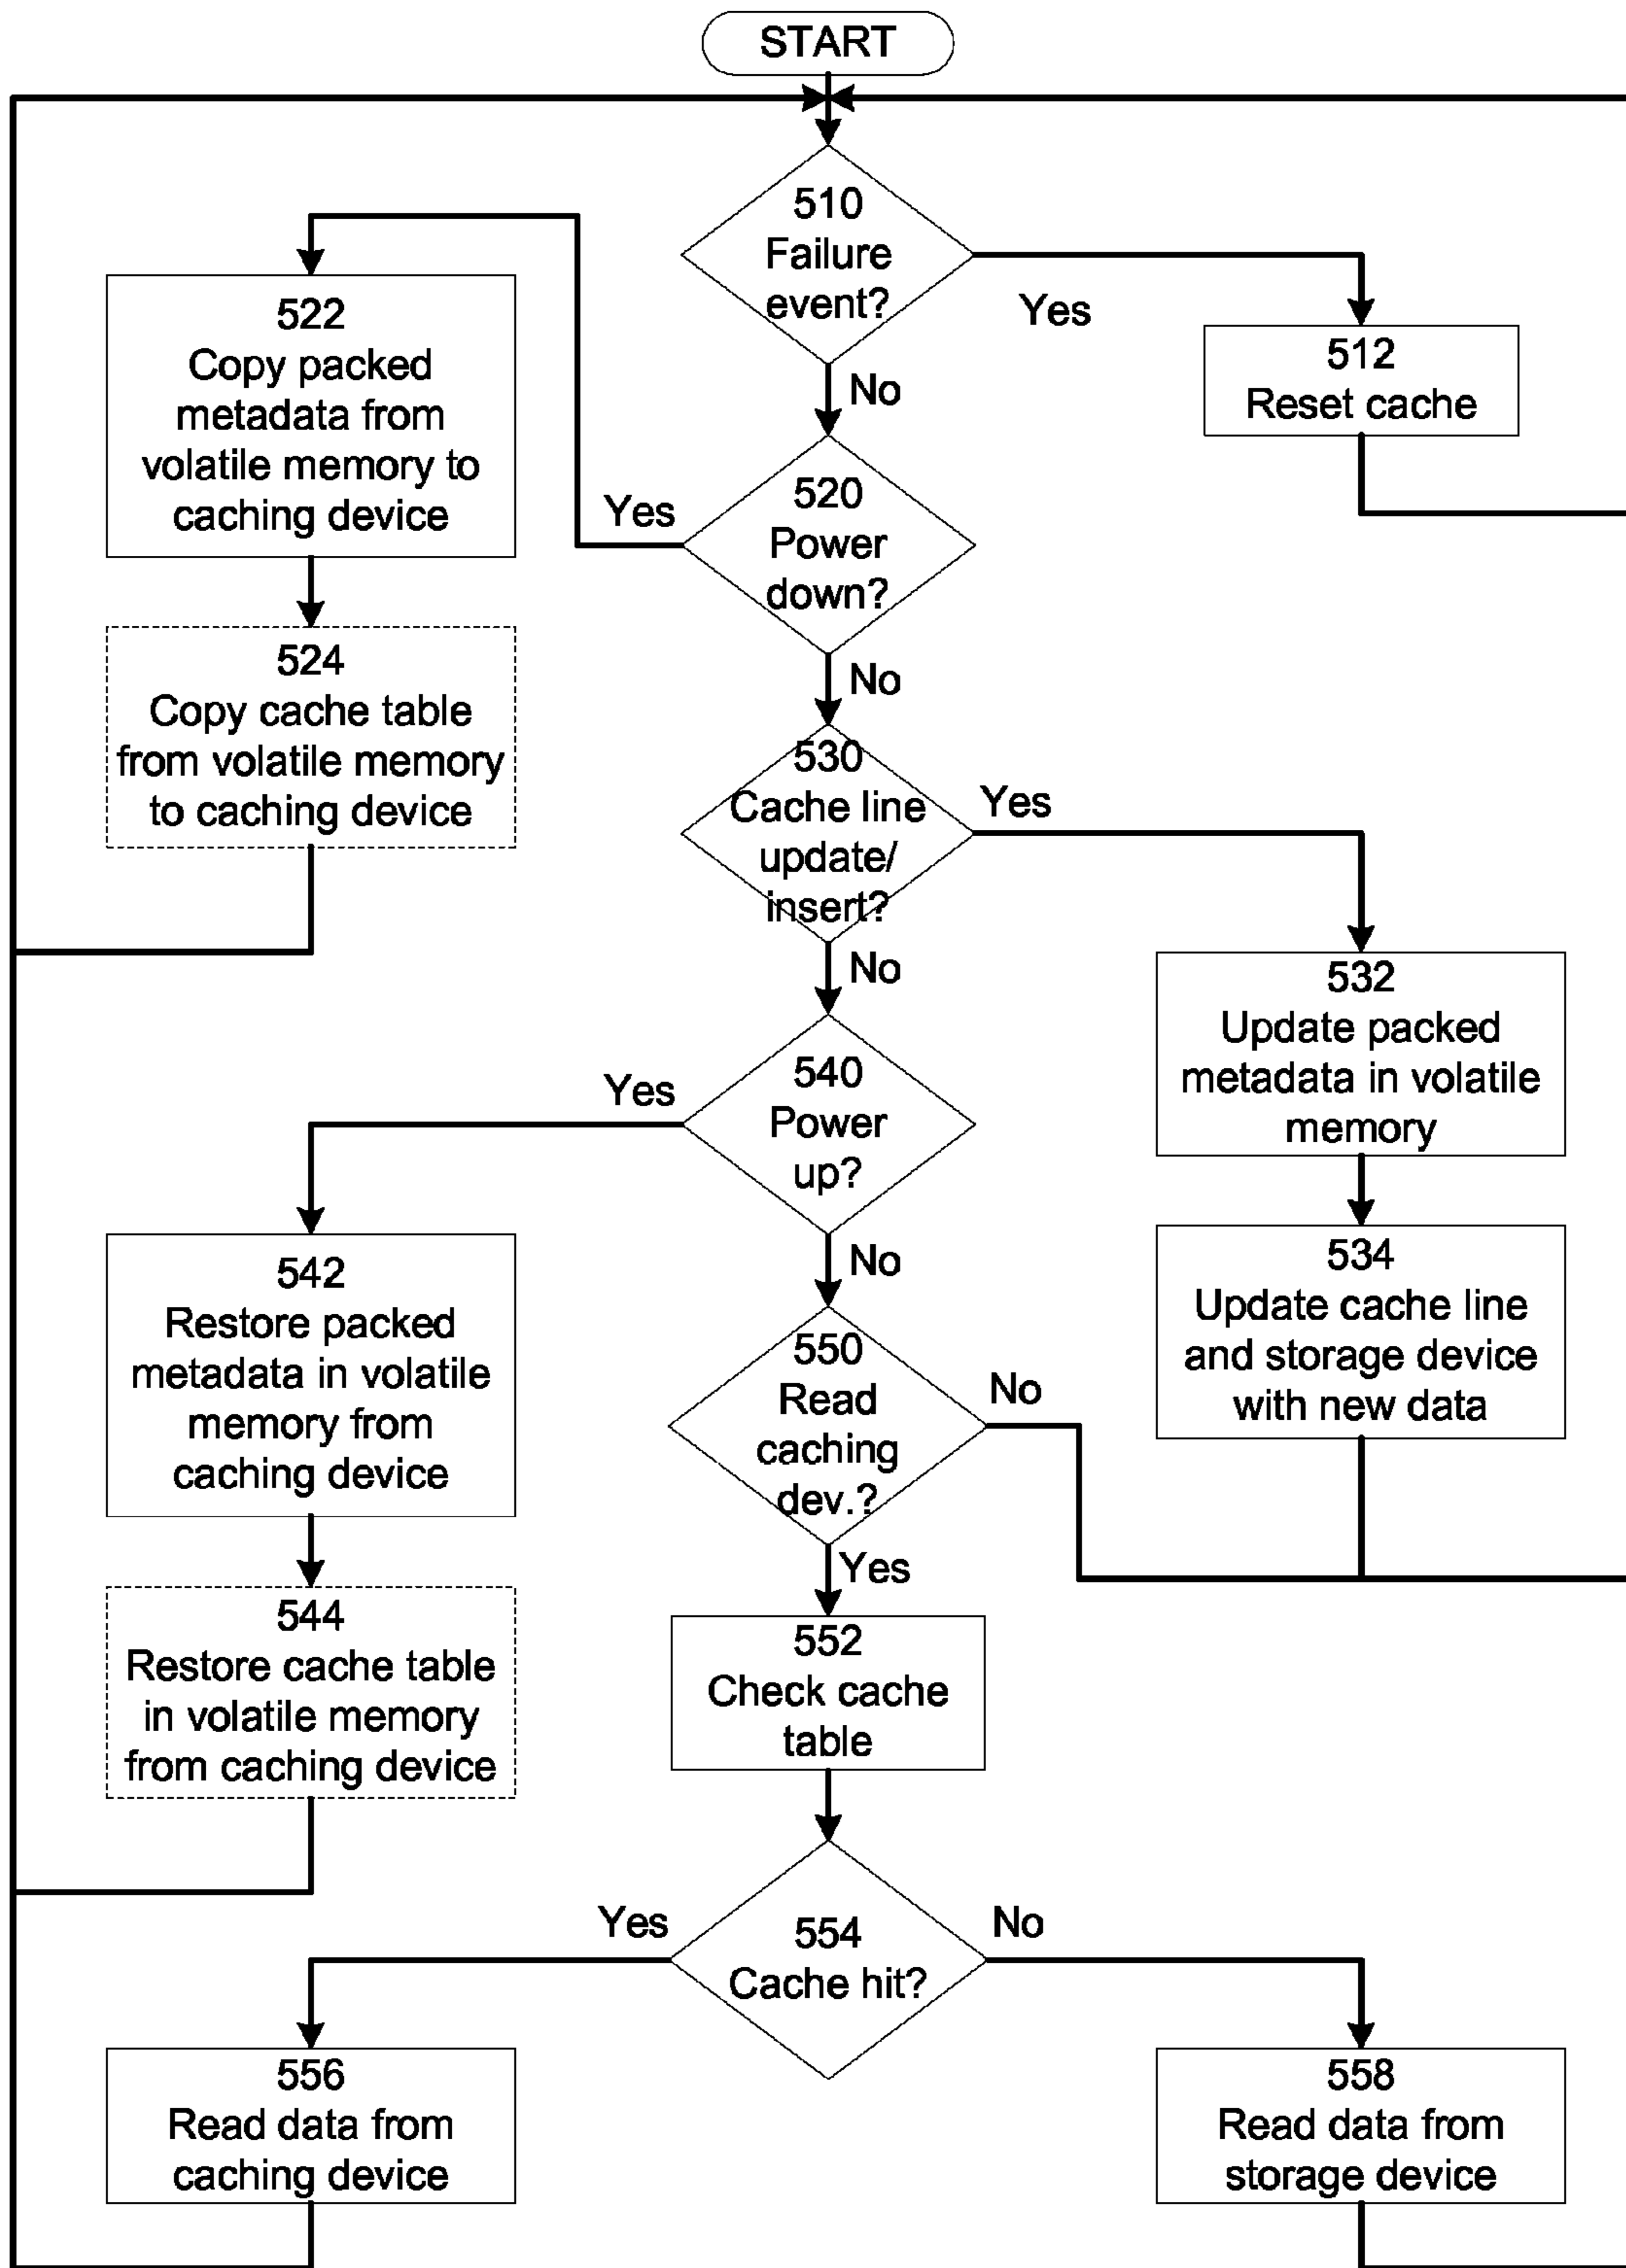 START
510
Failure
event?
Yes
No
512
Reset cache
522
Copy packed
metadata from
volatile memory to
caching device
520
Power
down?
Yes
No
524
Copy cache table
from volatile memory
to caching device
530
Cache line
update/
insert?
Yes
No
532
Update packed
metadata in volatile
memory
540
Power
up?
Yes
No
534
Update cache line
and storage device
with new data
542
Restore packed
metadata in volatile
memory from
caching device
550
Read
caching
dev.?
No
Yes
544
Restore cache table
in volatile memory
from caching device
552
Check cache
table
554
Cache hit?
Yes
No
556
Read data from
caching device
558
Read data from
storage device